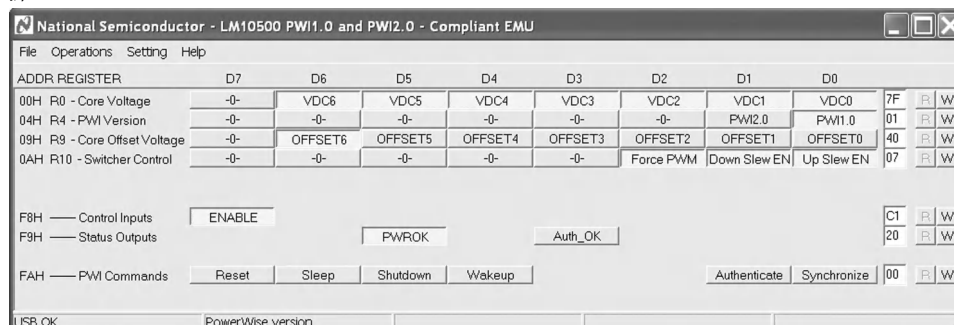 National Semiconductor - LM10500 PWI1.0 and PWI2.0 - Compliant EMU
File Operations Setting Help
ADDR REGISTER D7 D6 D5 D4 D3 D2 D1 D0
00H R0 - Core Voltage -0- VDC6 VDC5 VDC4 VDC3 VDC2 VDC1 VDC0 7F R W
04H R4 - PWI Version -0- -0- -0- -0- -0- -0- PWI2.0 PWI1.0 01 R W
09H R9 - Core Offset Voltage -0- OFFSET6 OFFSET5 OFFSET4 OFFSET3 OFFSET2 OFFSET1 OFFSET0 40 R W
0AH R10 - Switcher Control -0- -0- -0- -0- -0- Force PWM Down Slew EN Up Slew EN 07 R W
F8H —— Control Inputs ENABLE C1 R W
F9H —— Status Outputs PWROK Auth_OK 20 R W
FAH —— PWI Commands Reset Sleep Shutdown Wakeup Authenticate Synchronize 00 R W
USB OK PowerWise version